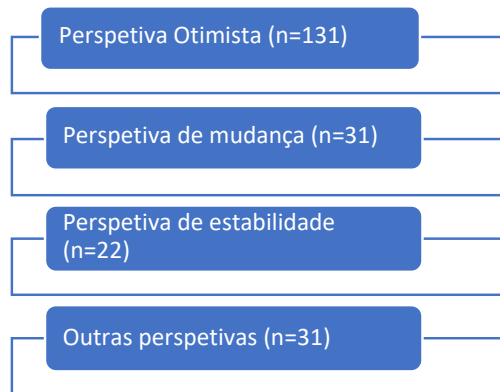 Perspetiva Otimista (n=131)
Perspetiva de mudança (n=31)
Perspetiva de estabilidade
(n=22)
Outras perspetivas (n=31)